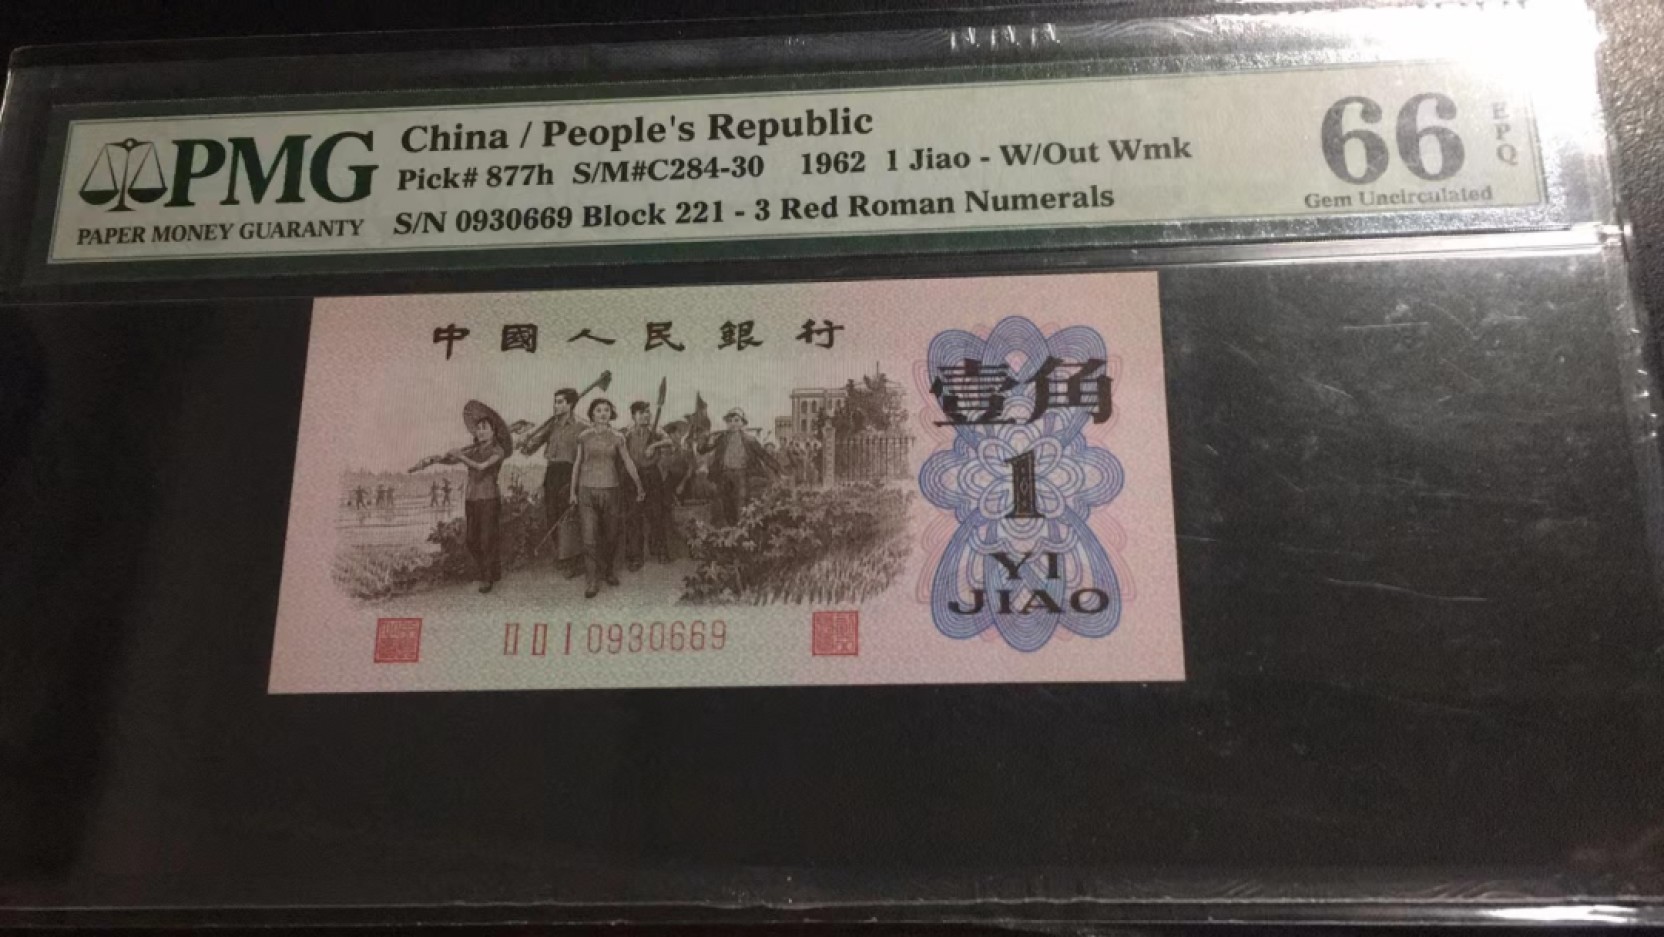 PMG
PAPER MONEY GUARANTY
China / People's Republic
Pick# 877h S/M#C284-30 1962 1 Jiao - W/Out Wmk
S/N 0930669 Block 221 - 3 Red Roman Numerals
66
EPQ
Gem Uncirculated
中國人民銀行
壹角
1
YI
JIAO
II II I 0930669